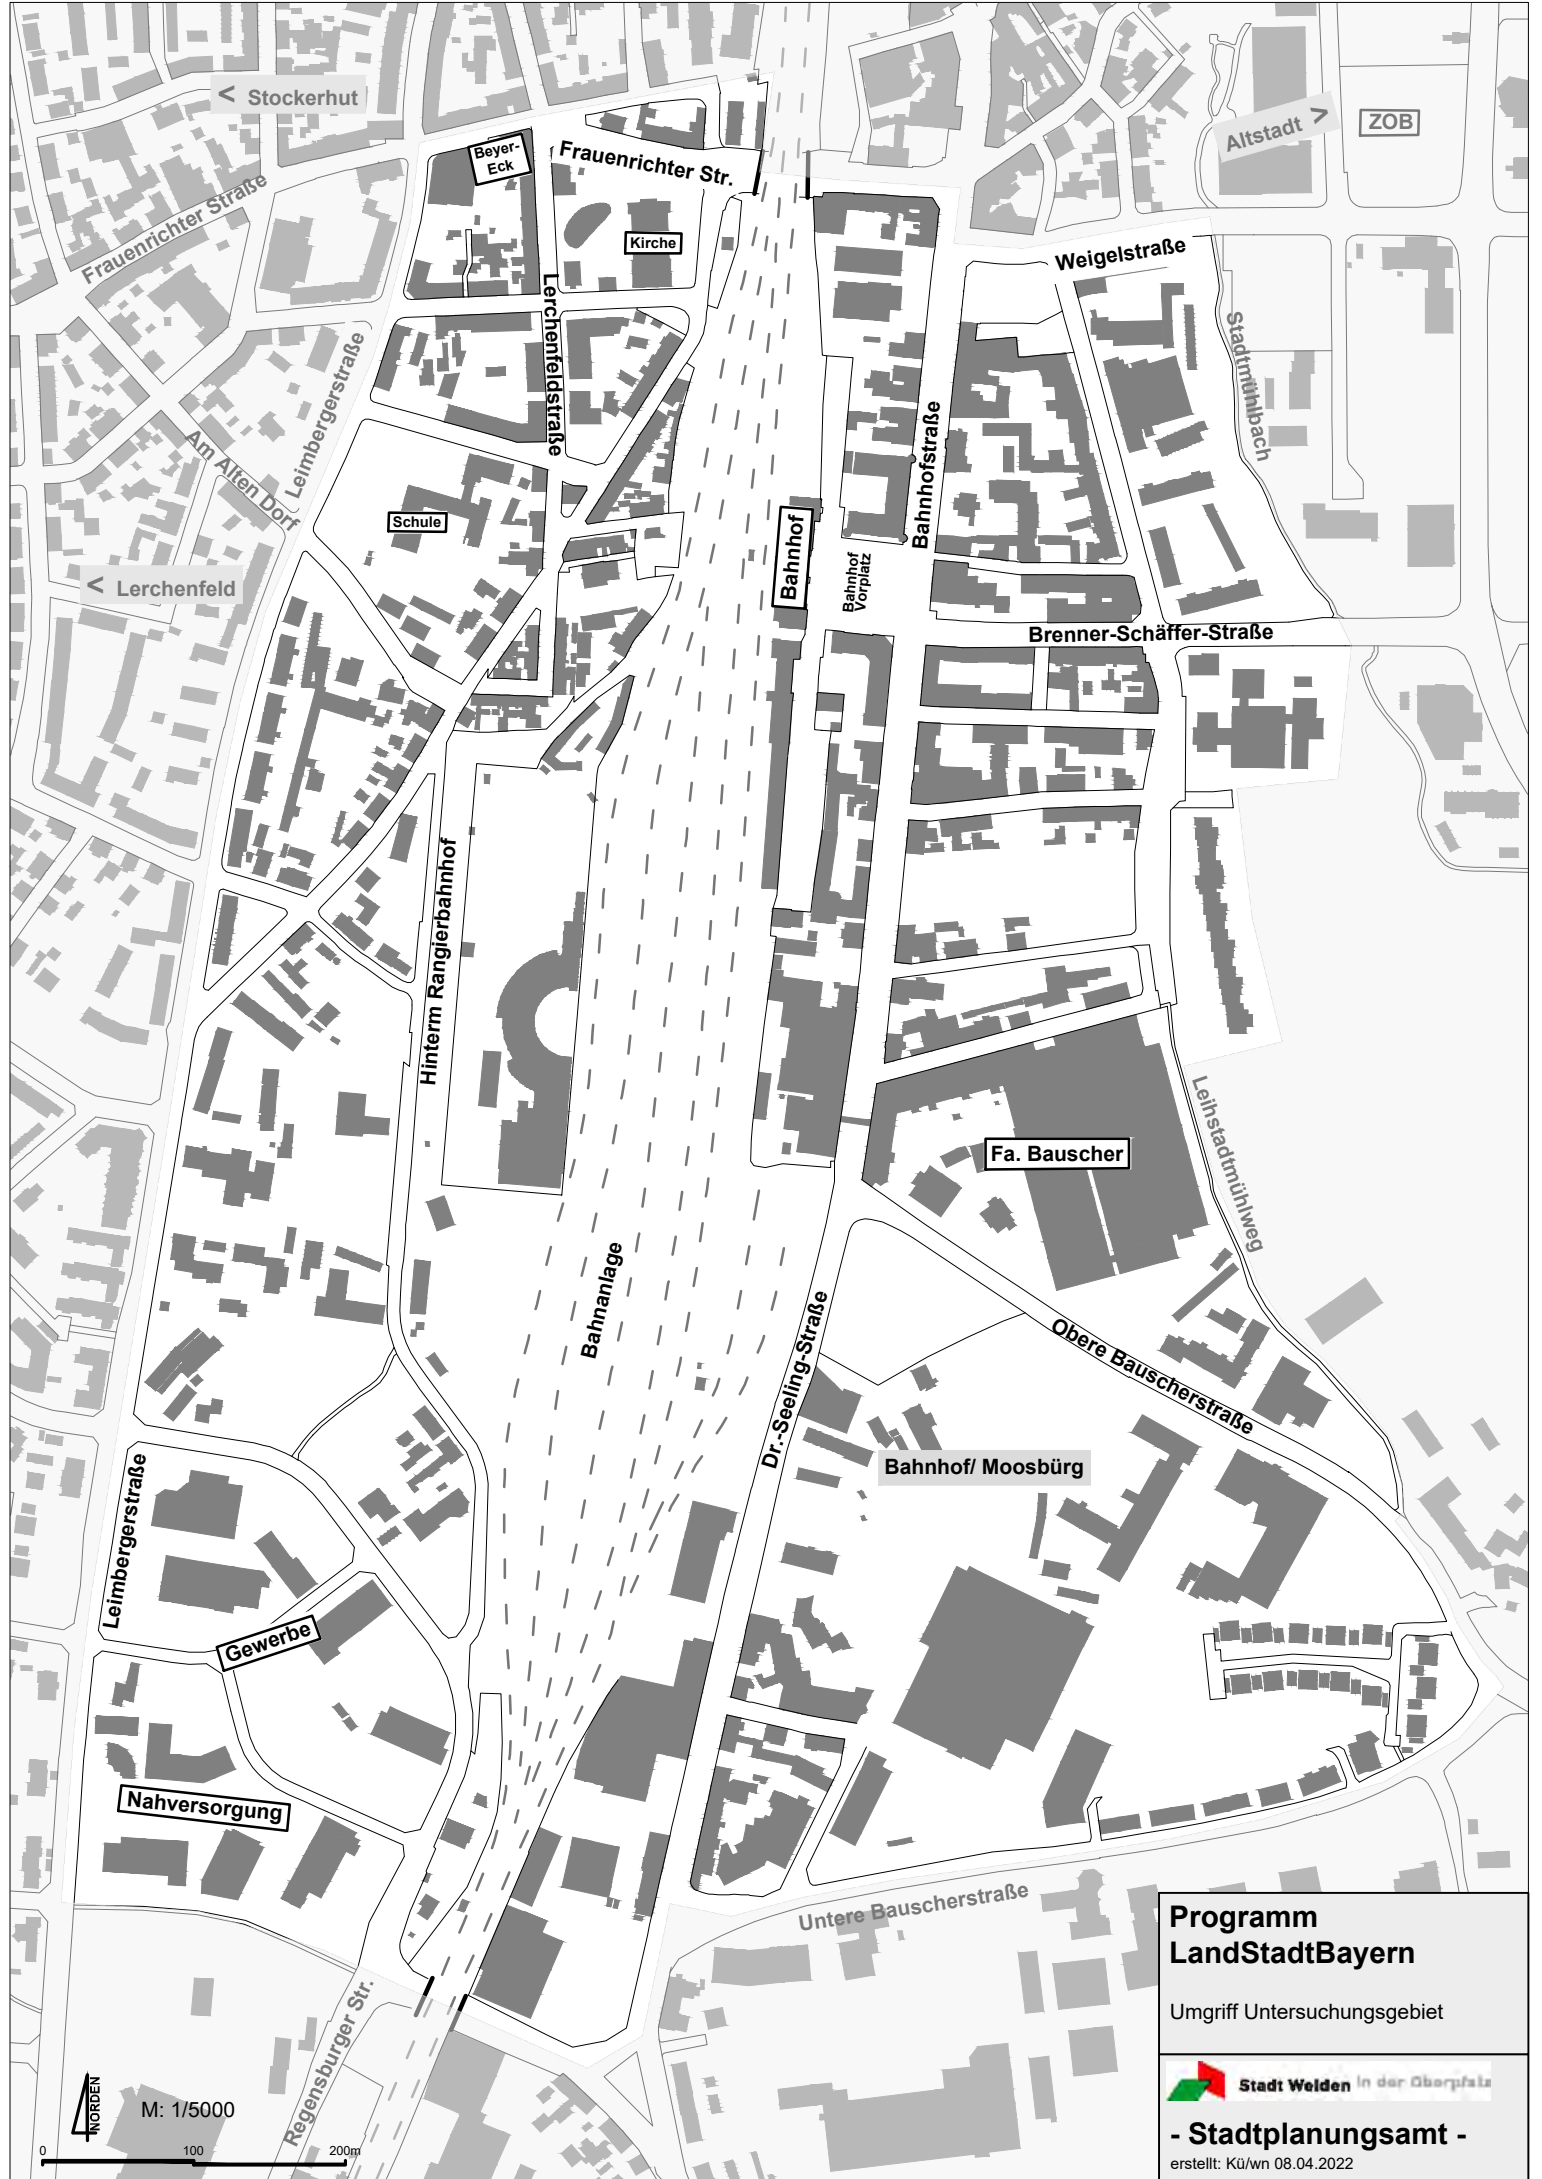 < Stockerhut
Altstadt >
ZOB
Beyer-
Eck
Frauenrichter Str.
Frauenrichter Straße
Kirche
Weigelstraße
Lerchenfeldstraße
Leimbergerstraße
Stadtmühlbach
Am Alten Dorf
Bahnhofstraße
Schule
Bahnhof
Bahnhof
Vorplatz
< Lerchenfeld
Brenner-Schäffer-Straße
Hinterm Rangierbahnhof
Fa. Bauscher
Leihstadtmühlweg
Bahnanlage
Dr.-Seeling-Straße
Obere Bauscherstraße
Bahnhof/ Moosbürg
Leimbergerstraße
Gewerbe
Nahversorgung
Untere Bauscherstraße
Regensburger Str.
NORDEN
M: 1/5000
0 100 200m
Programm
LandStadtBayern
Umgriff Untersuchungsgebiet
Stadt Weiden in der Oberpfalz
- Stadtplanungsamt -
erstellt: Kü/wn 08.04.2022